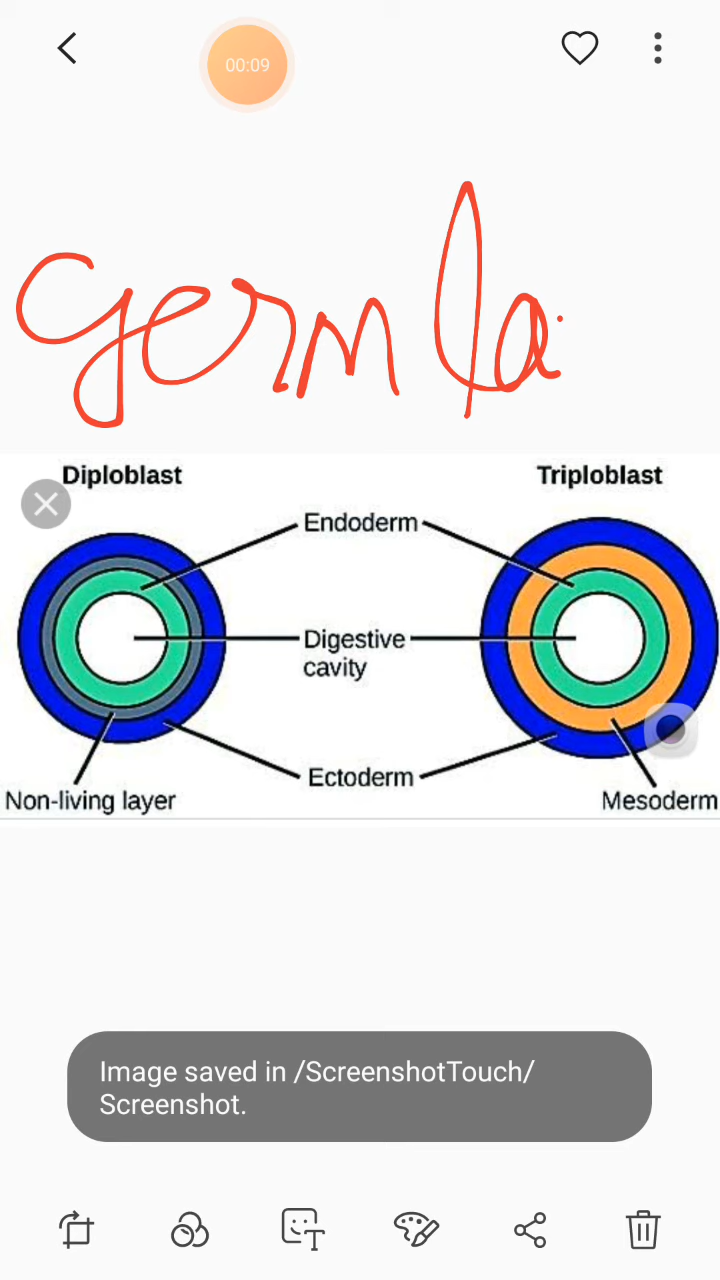 00:09
germ la
Diploblast
Triploblast
Endoderm
Digestive
cavity
Ectoderm
Non-living layer
Mesoderm
Image saved in /ScreenshotTouch/
Screenshot.
T